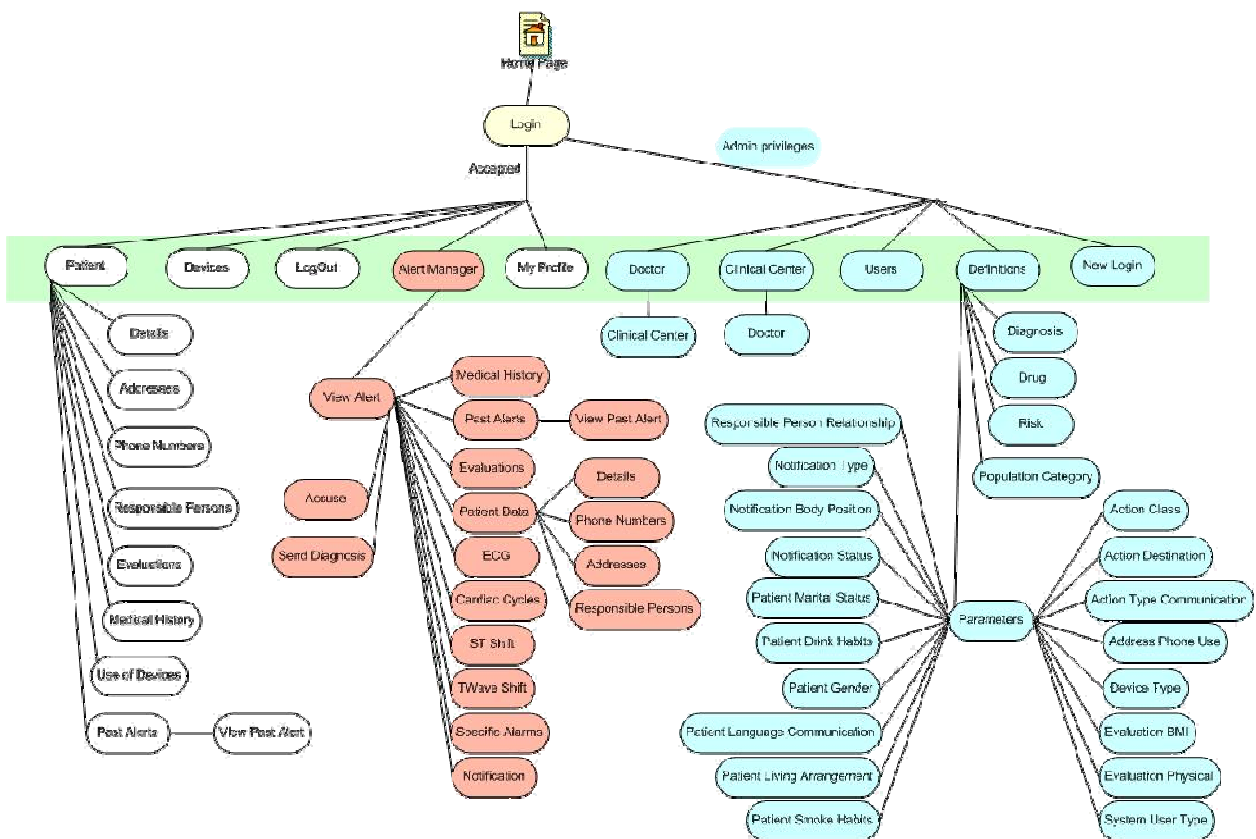 Home Page
Login
Admin privileges
Accepted
Patient
Devices
LogOut
Alert Manager
My Profile
Doctor
Clinical Center
Users
Definitions
New Login
Details
Addresses
Phone Numbers
Responsible Persons
Evaluations
Medical History
Use of Devices
Past Alerts
View Past Alert
View Alert
Accuse
Send Diagnosis
Medical History
Past Alerts
View Past Alert
Evaluations
Patient Data
ECG
Cardiac Cycles
ST Shift
TWave Shift
Specific Alarms
Notification
Details
Phone Numbers
Addresses
Responsible Persons
Clinical Center
Doctor
Diagnosis
Drug
Risk
Population Category
Parameters
Responsible Person Relationship
Notification Type
Notification Body Position
Notification Status
Patient Marital Status
Patient Drink Habits
Patient Gender
Patient Language Communication
Patient Living Arrangement
Patient Smoke Habits
Action Class
Action Destination
Action Type Communication
Address Phone Use
Device Type
Evaluation BMI
Evaluation Physical
System User Type